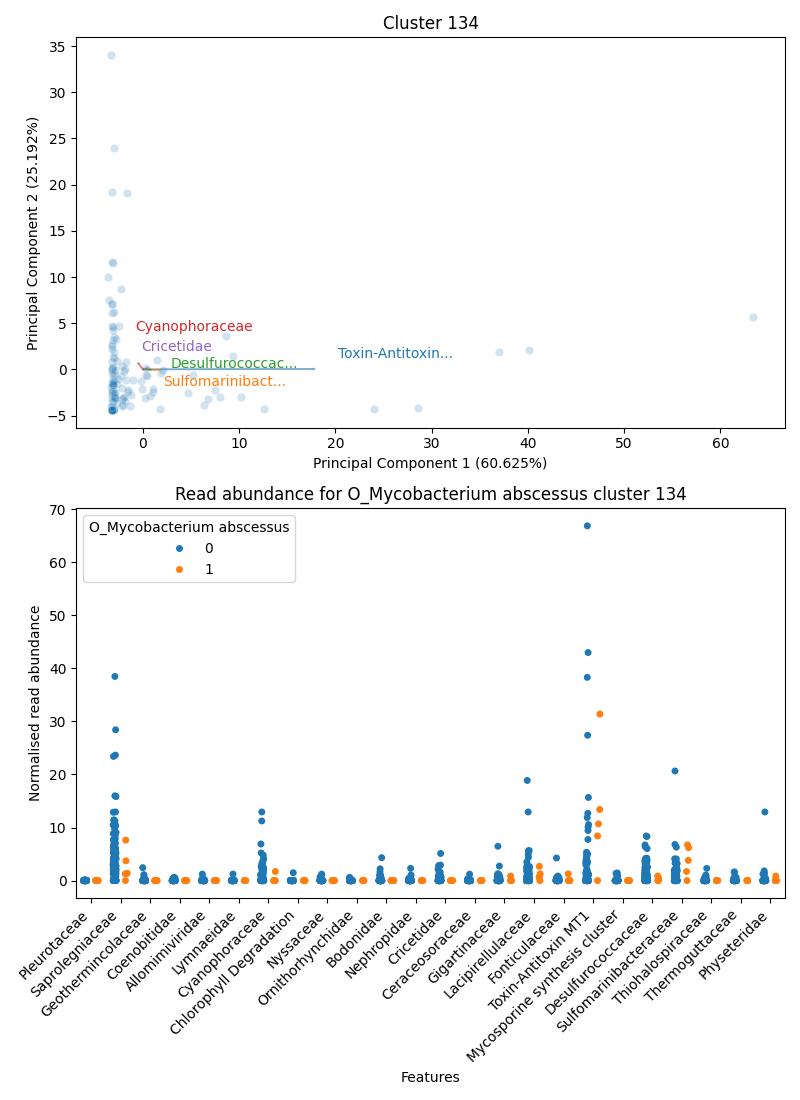 Cluster 134
35
30
25
20
15
10
5
0
−5
Principal Component 2 (25.192%)
Cyanophoraceae
Cricetidae
Toxin-Antitoxin...
Desulfurococcac...
Sulfomarinibact...
0 10 20 30 40 50 60
Principal Component 1 (60.625%)
Read abundance for O_Mycobacterium abscessus cluster 134
70
60
50
40
30
20
10
0
Normalised read abundance
O_Mycobacterium abscessus
0
1
Pleurotaceae
Saprolegniaceae
Geothermincolaceae
Coenobitidae
Allomimiviridae
Lymnaeidae
Cyanophoraceae
Chlorophyll Degradation
Nyssaceae
Ornithorhynchidae
Bodonidae
Nephropidae
Cricetidae
Ceraceosoraceae
Gigartinaceae
Lacipirellulaceae
Fonticulaceae
Toxin-Antitoxin MT1
Mycosporine synthesis cluster
Desulfurococcaceae
Sulfomarinibacteraceae
Thiohalospiraceae
Thermoguttaceae
Physeteridae
Features